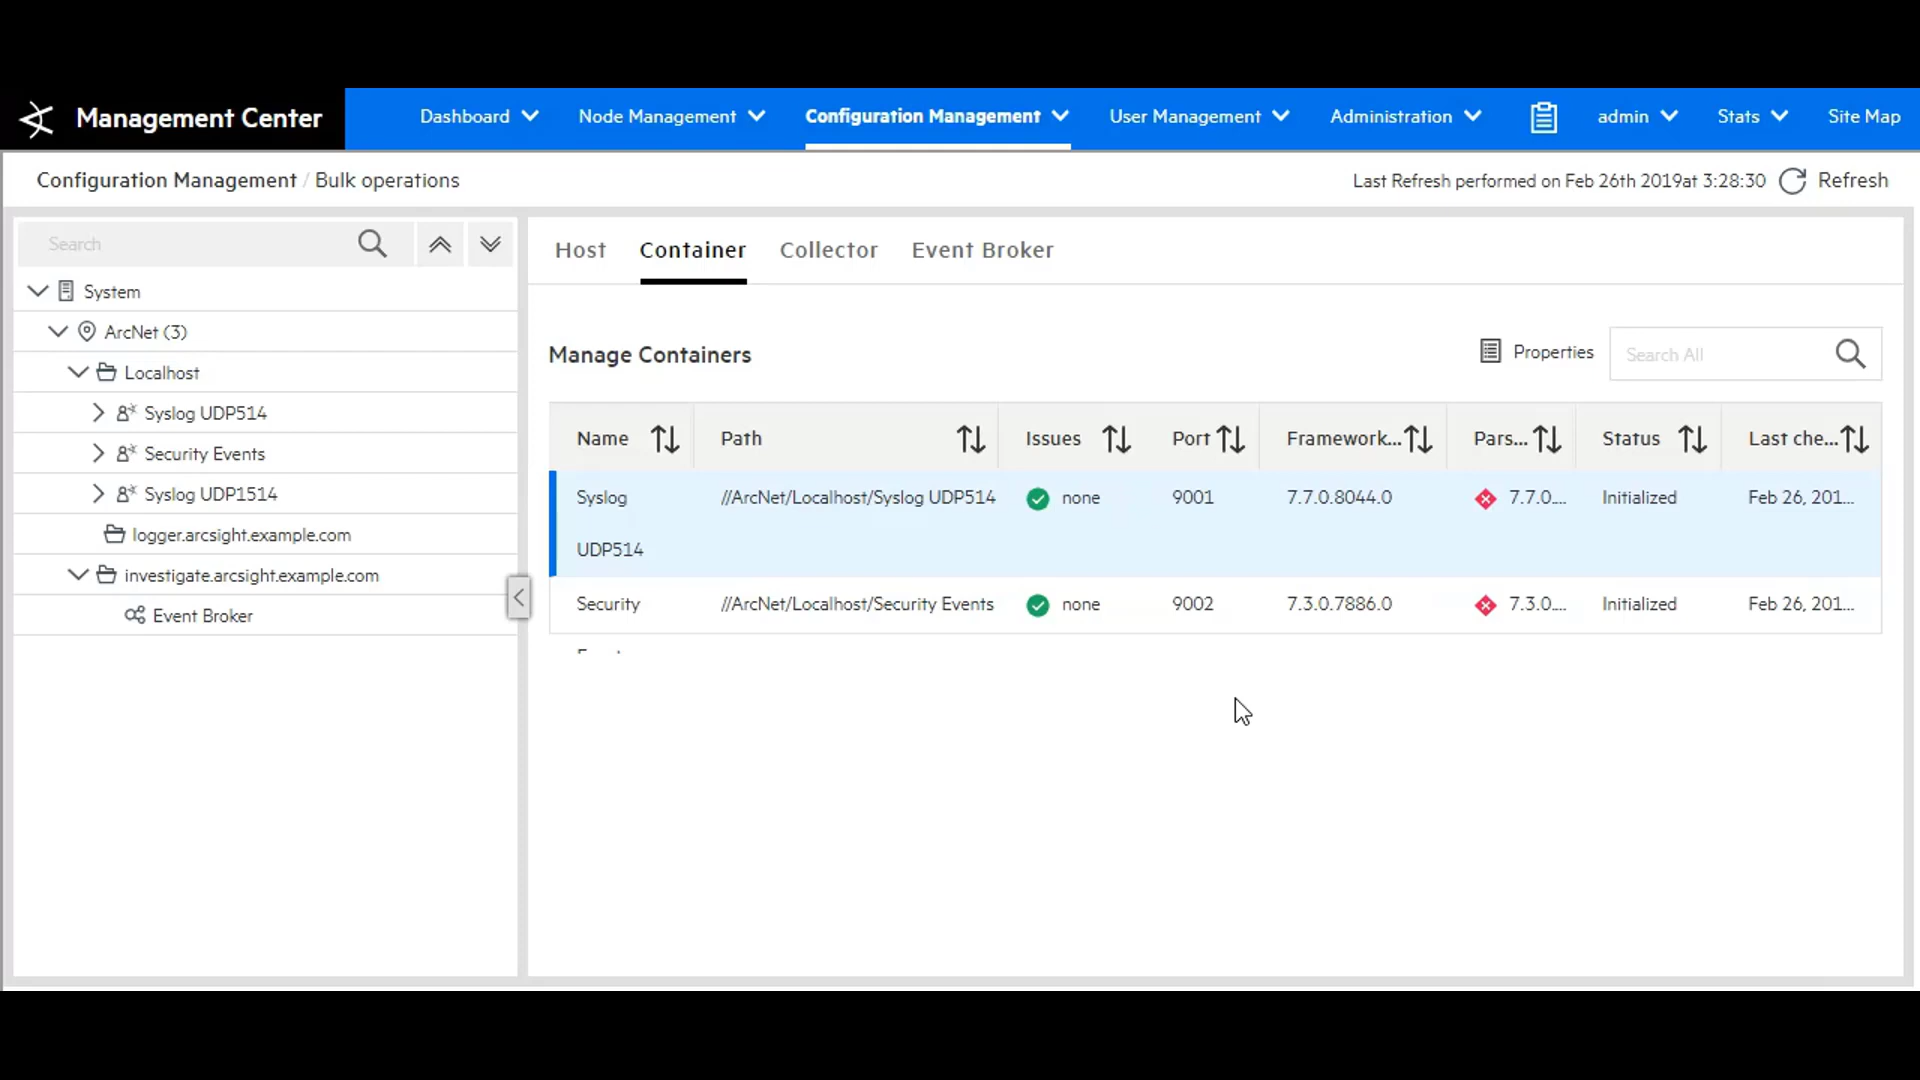 Management Center
Dashboard Node Management Configuration Management User Management Administration admin Stats Site Map
Configuration Management / Bulk operations
Last Refresh performed on Feb 26th 2019at 3:28:30 Refresh
Search
System
ArcNet (3)
Localhost
Syslog UDP514
Security Events
Syslog UDP1514
logger.arcsight.example.com
investigate.arcsight.example.com
Event Broker
Host Container Collector Event Broker
Manage Containers
Properties
Search All
Name Path Issues Port Framework... Pars... Status Last che...
Syslog //ArcNet/Localhost/Syslog UDP514 none 9001 7.7.0.8044.0 7.7.0.... Initialized Feb 26, 201...
UDP514
Security //ArcNet/Localhost/Security Events none 9002 7.3.0.7886.0 7.3.0.... Initialized Feb 26, 201...